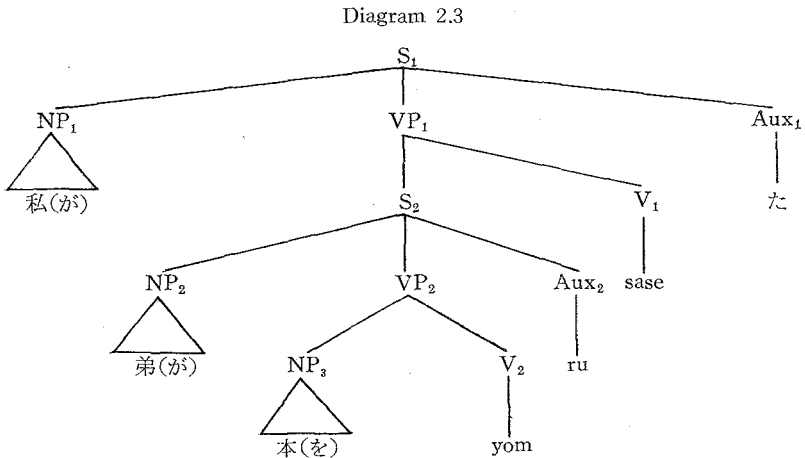 Diagram 2.3
S₁
NP₁ VP₁ Aux₁
私(が) た
S₂ V₁
NP₂ VP₂ Aux₂ sase
弟(が) NP₃ V₂ ru
本(を) yom